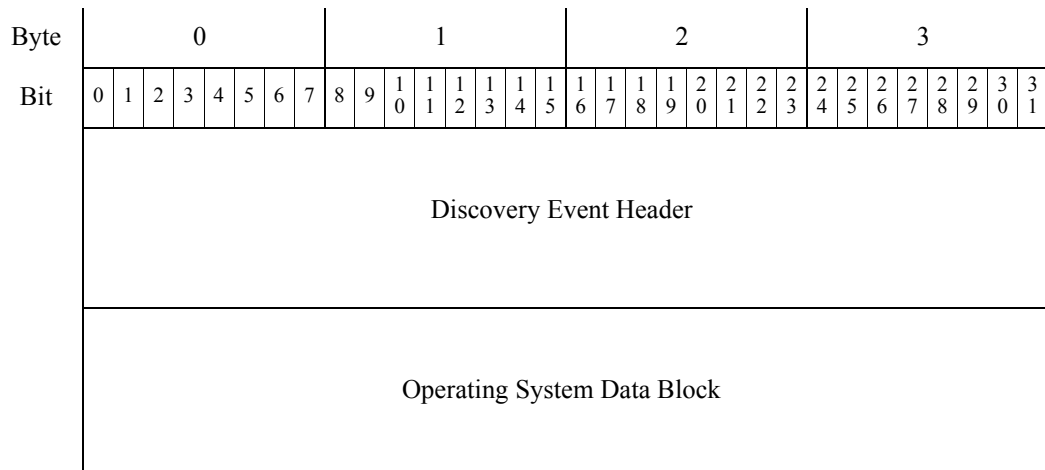 Byte 0 1 2 3
Bit 0 1 2 3 4 5 6 7 8 9 10 11 12 13 14 15 16 17 18 19 20 21 22 23 24 25 26 27 28 29 30 31
Discovery Event Header
Operating System Data Block